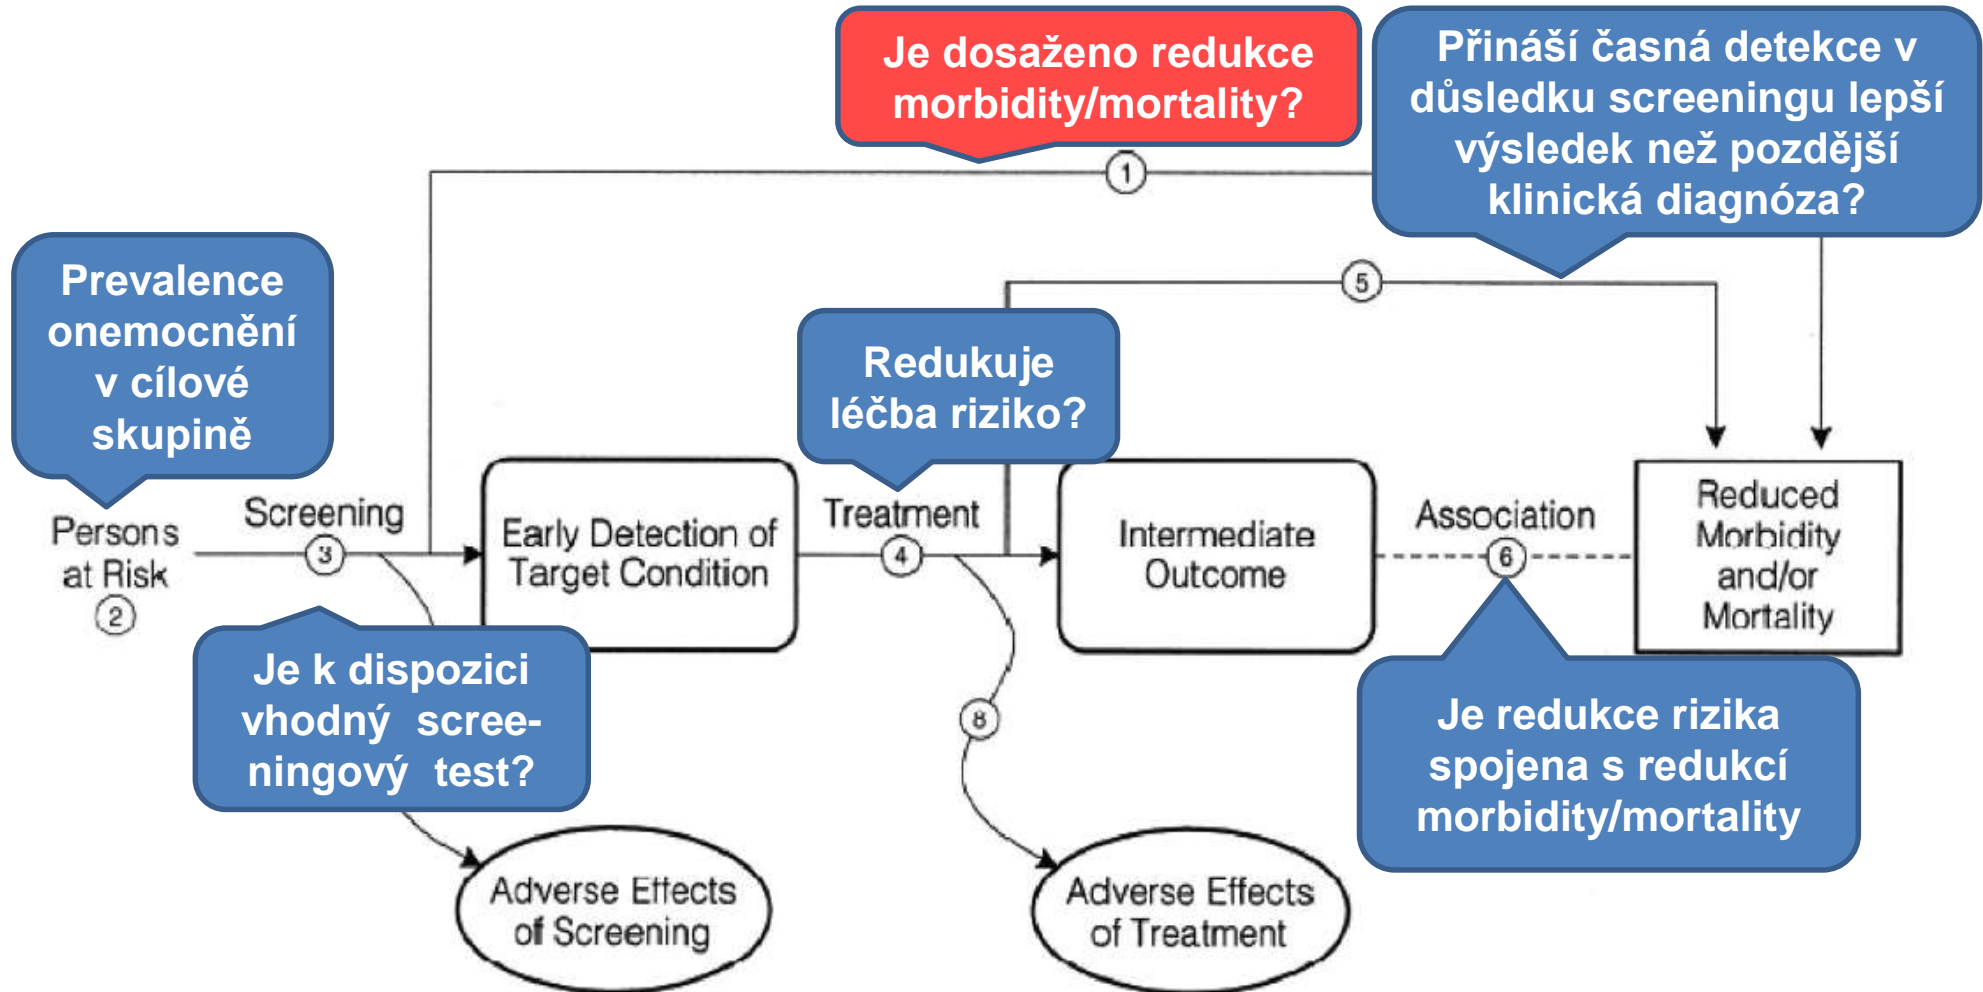 Je dosaženo redukce
morbidity/mortality?
Přináší časná detekce v
důsledku screeningu lepší
výsledek než pozdější
klinická diagnóza?
1
Prevalence
onemocnění
v cílové
skupině
5
Redukuje
léčba riziko?
Persons
at Risk
2
Screening
3
Early Detection of
Target Condition
Treatment
4
Intermediate
Outcome
Association
6
Reduced
Morbidity
and/or
Mortality
Je k dispozici
vhodný scree-
ningový test?
8
Je redukce rizika
spojena s redukcí
morbidity/mortality
Adverse Effects
of Screening
Adverse Effects
of Treatment